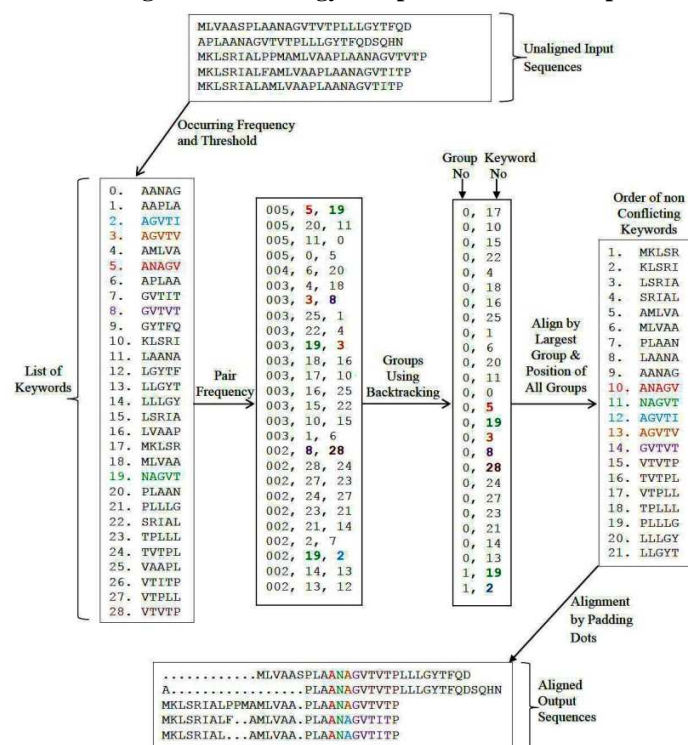 MLVAASPLAANAGVTVTPLLLGYTFQD
APLAANAGVTVTPLLLGYTFQDSQHN
MKLSRIALPPMAMLVAAPLAANAGVTVTP
MKLSRIALFAMLVAAPLAANAGVTITP
MKLSRIALAMLVAAPLAANAGVTITP
Unaligned Input
Sequences
Occurring Frequency
and Threshold
List of
Keywords
0. AANAG
1. AAPLA
2. AGVTI
3. AGVTV
4. AMLVA
5. ANAGV
6. APLAA
7. GVTIT
8. GVTVT
9. GYTFQ
10. KLSRI
11. LAANA
12. LGYTF
13. LLGYT
14. LLLGY
15. LSRIA
16. LVAAP
17. MKLSR
18. MLVAA
19. NAGVT
20. PLAAN
21. PLLLG
22. SRIAL
23. TPLLL
24. TVTPL
25. VAAPL
26. VTITP
27. VTPLL
28. VTVTP
Pair
Frequency
005, 5, 19
005, 20, 11
005, 11, 0
005, 0, 5
004, 6, 20
003, 4, 18
003, 3, 8
003, 25, 1
003, 22, 4
003, 19, 3
003, 18, 16
003, 17, 10
003, 16, 25
003, 15, 22
003, 10, 15
003, 1, 6
002, 8, 28
002, 28, 24
002, 27, 23
002, 24, 27
002, 23, 21
002, 21, 14
002, 2, 7
002, 19, 2
002, 14, 13
002, 13, 12
Groups
Using
Backtracking
Group Keyword
No No
0, 17
0, 10
0, 15
0, 22
0, 4
0, 18
0, 16
0, 25
0, 1
0, 6
0, 20
0, 11
0, 0
0, 5
0, 19
0, 3
0, 8
0, 28
0, 24
0, 27
0, 23
0, 21
0, 14
0, 13
1, 19
1, 2
Align by
Largest
Group &
Position of
All Groups
Order of non
Conflicting
Keywords
1. MKLSR
2. KLSRI
3. LSRIA
4. SRIAL
5. AMLVA
6. MLVAA
7. PLAAN
8. LAANA
9. AANAG
10. ANAGV
11. NAGVT
12. AGVTI
13. AGVTV
14. GVTVT
15. VTVTP
16. TVTPL
17. VTPLL
18. TPLLL
19. PLLLG
20. LLLGY
21. LLGYT
Alignment
by Padding
Dots
............MLVAASPLAANAGVTVTPLLLGYTFQD
A.................PLAANAGVTVTPLLLGYTFQDSQHN
MKLSRIALPPMAMLVAA.PLAANAGVTVTP
MKLSRIALF..AMLVAA.PLAANAGVTITP
MKLSRIAL...AMLVAA.PLAANAGVTITP
Aligned
Output
Sequences